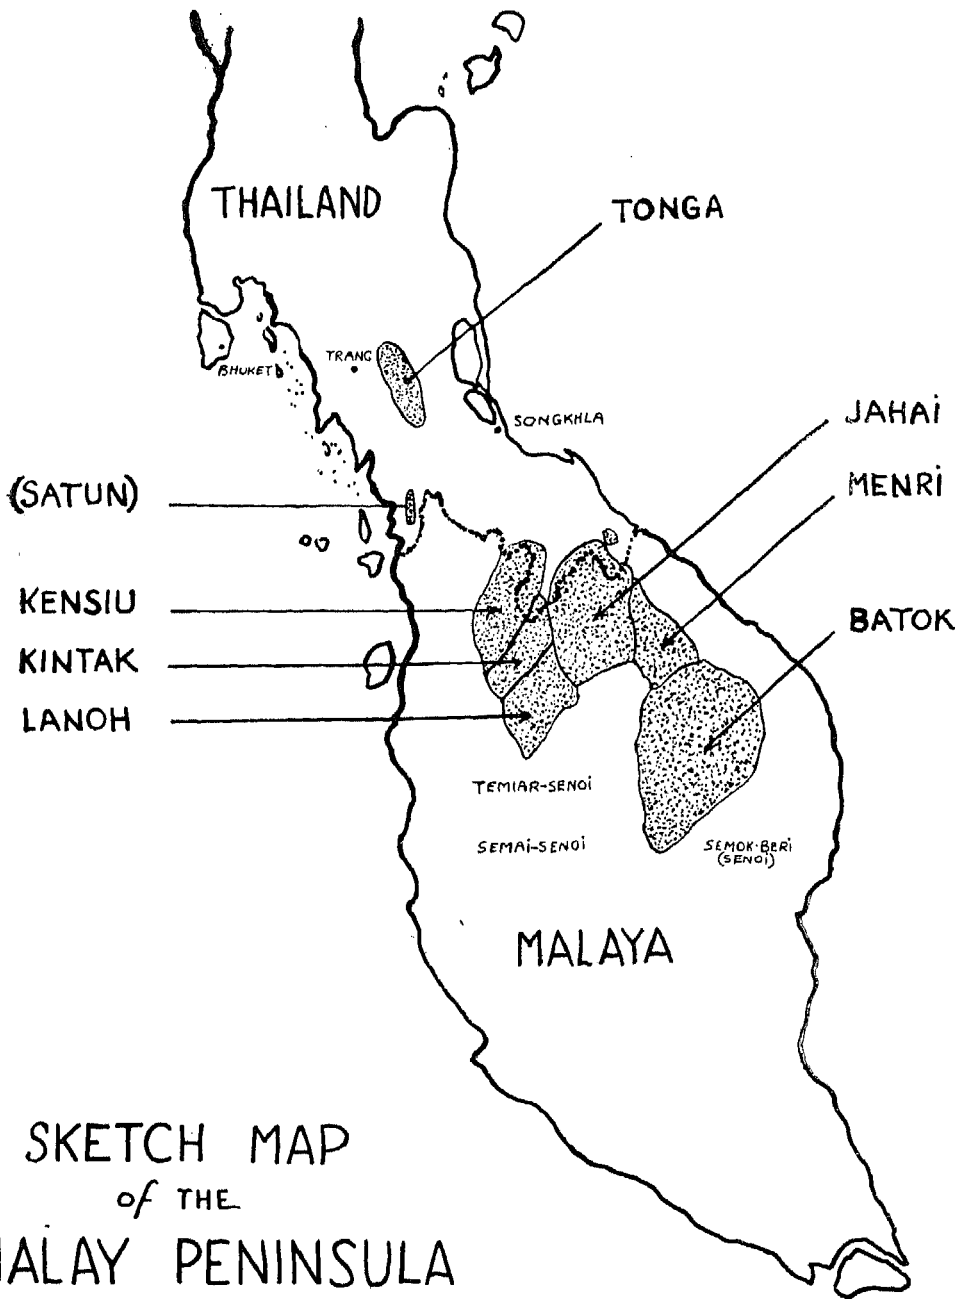 THAILAND
TONGA
BHUKET
TRANG
SONGKHLA
JAHAI
(SATUN)
MENRI
KENSIU
BATOK
KINTAK
LANOH
TEMIAR-SENOI
SEMAI-SENOI
SEMOK-BERI
(SENOI)
MALAYA
SKETCH MAP
of THE
MALAY PENINSULA